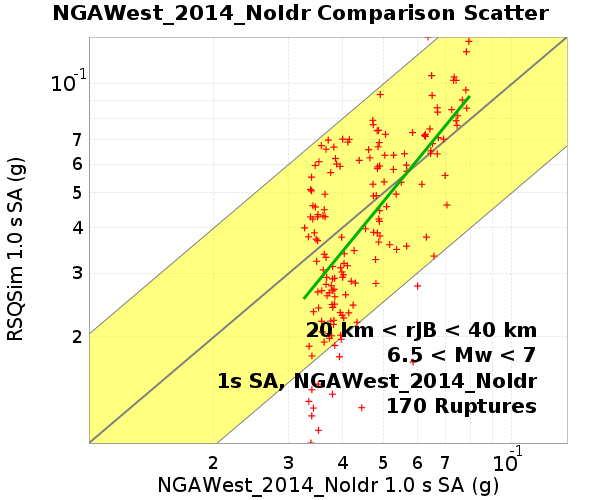 NGAWest_2014_NoIdr Comparison Scatter
10-1
7
6
5
4
3
2
RSQSim 1.0 s SA (g)
20 km < rJB < 40 km
6.5 < Mw < 7
1s SA, NGAWest_2014_NoIdr
170 Ruptures
2 3 4 5 6 7 10-1
NGAWest_2014_NoIdr 1.0 s SA (g)